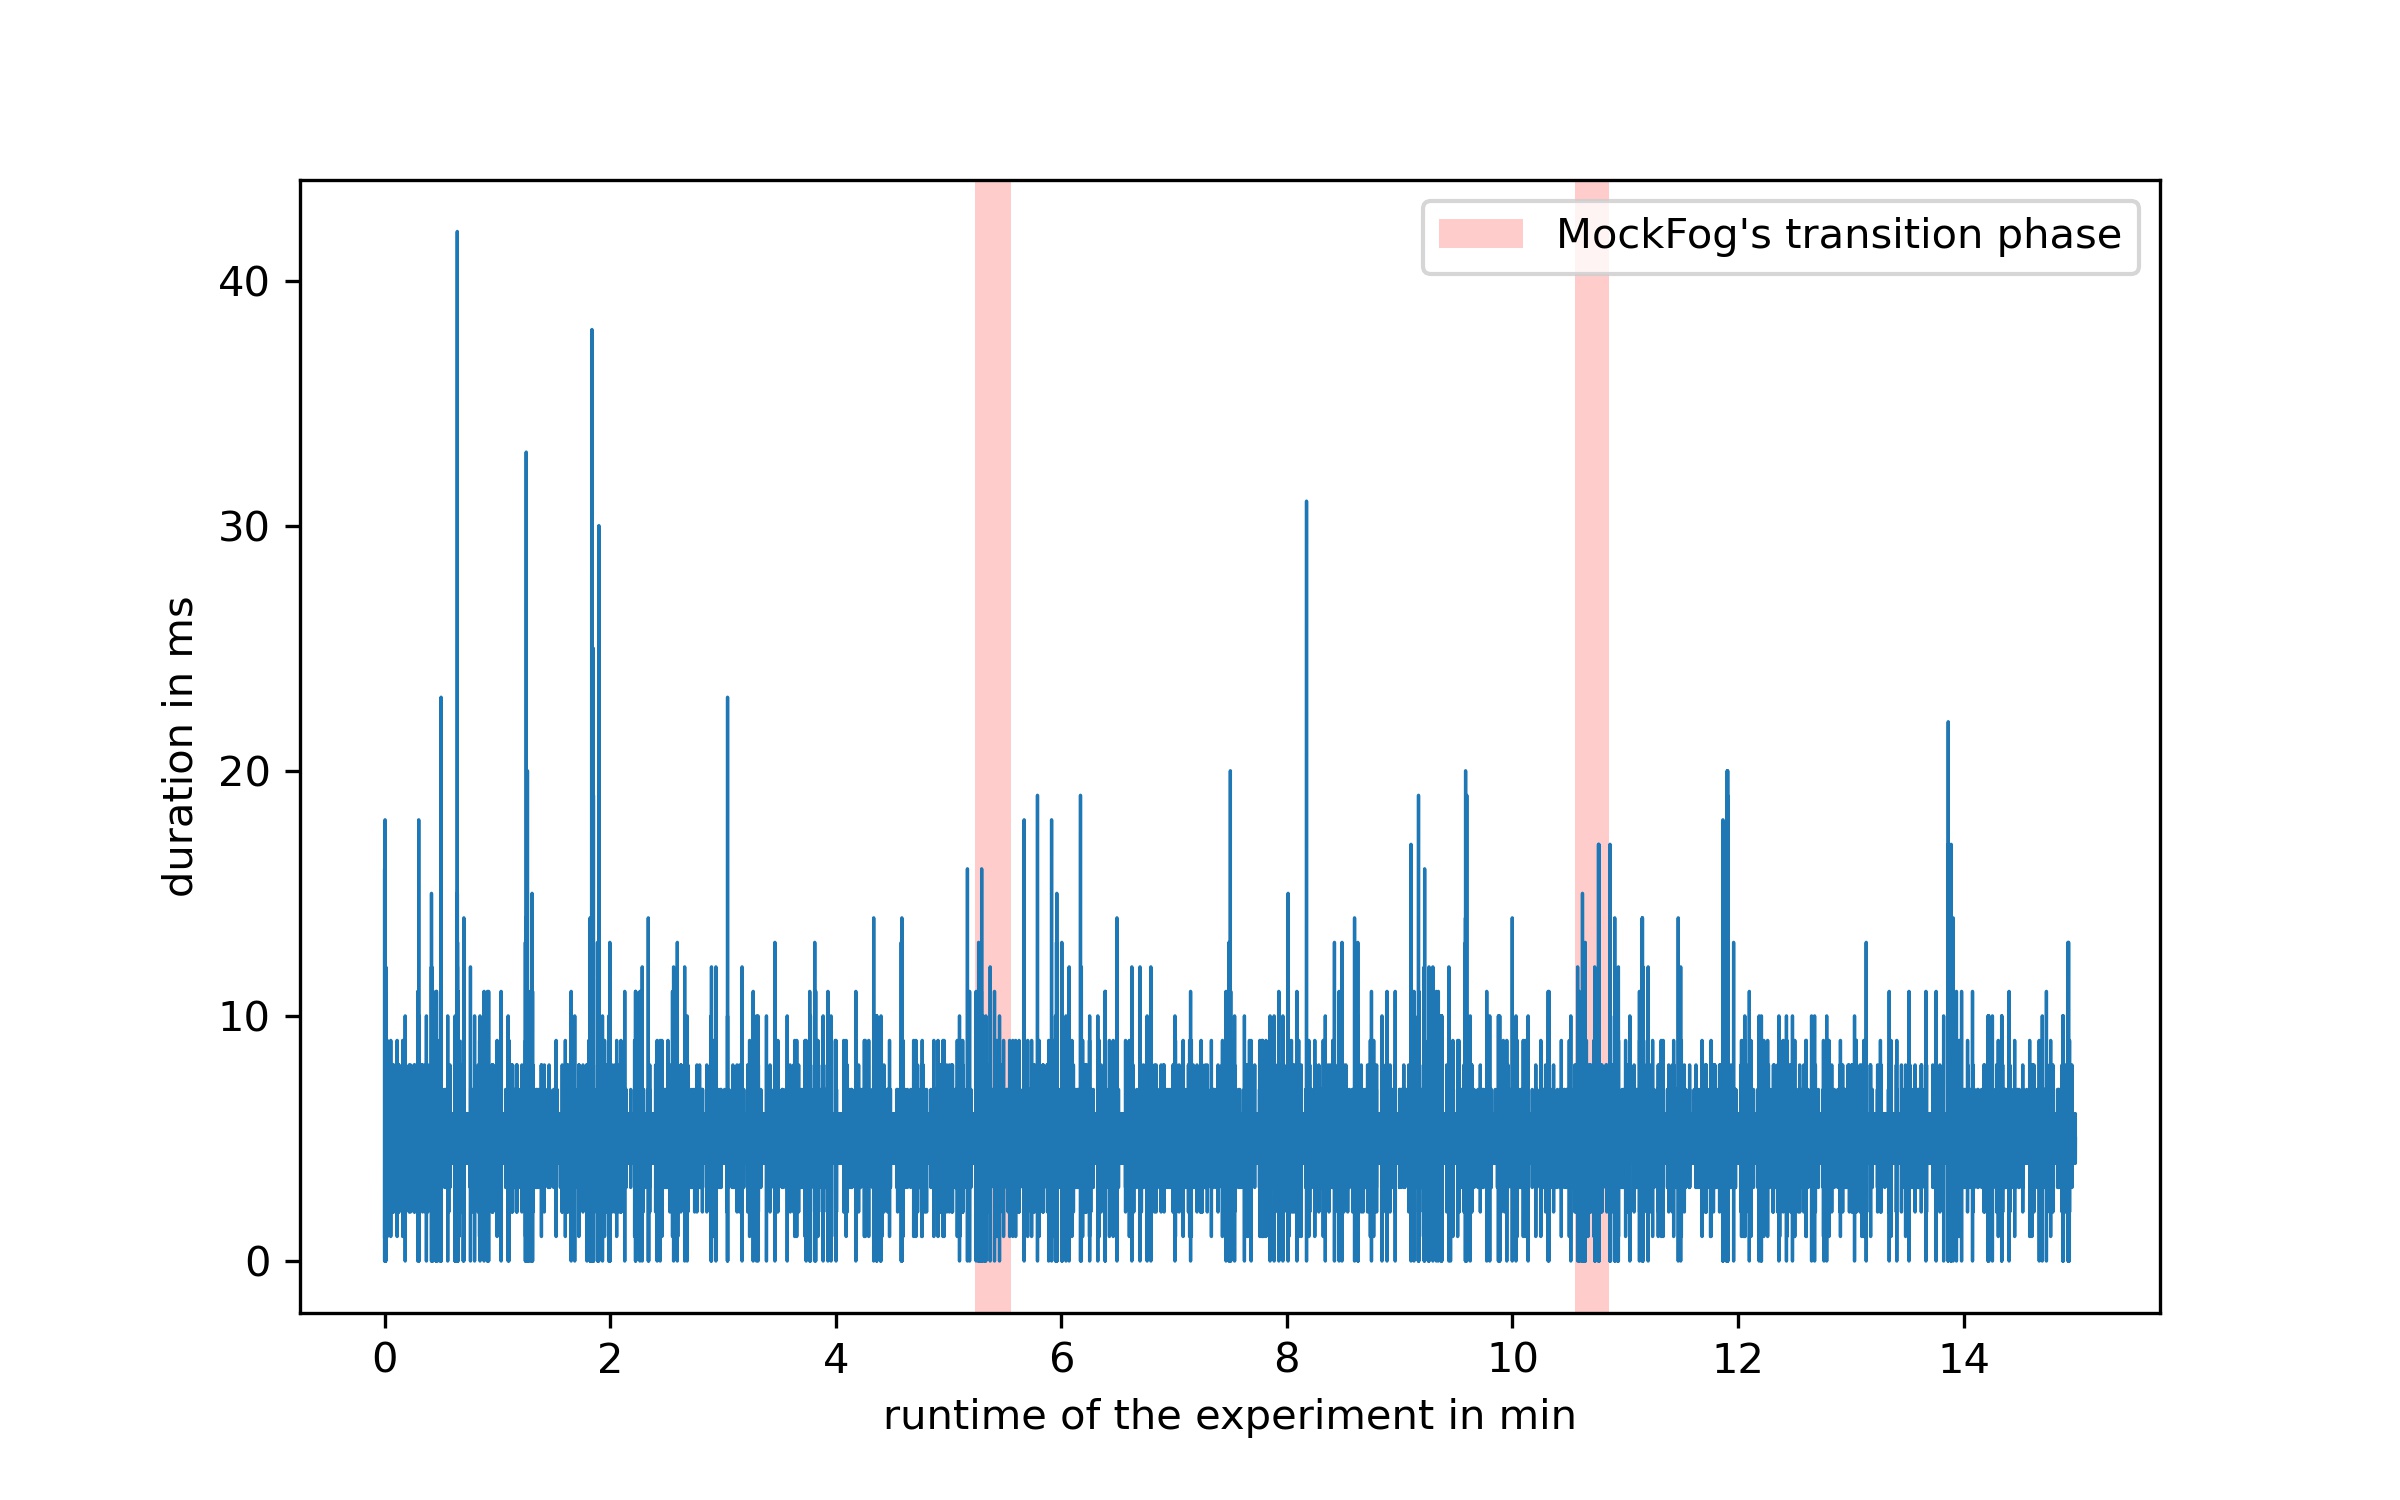 MockFog's transition phase
40
30
20
10
0
duration in ms
0 2 4 6 8 10 12 14
runtime of the experiment in min